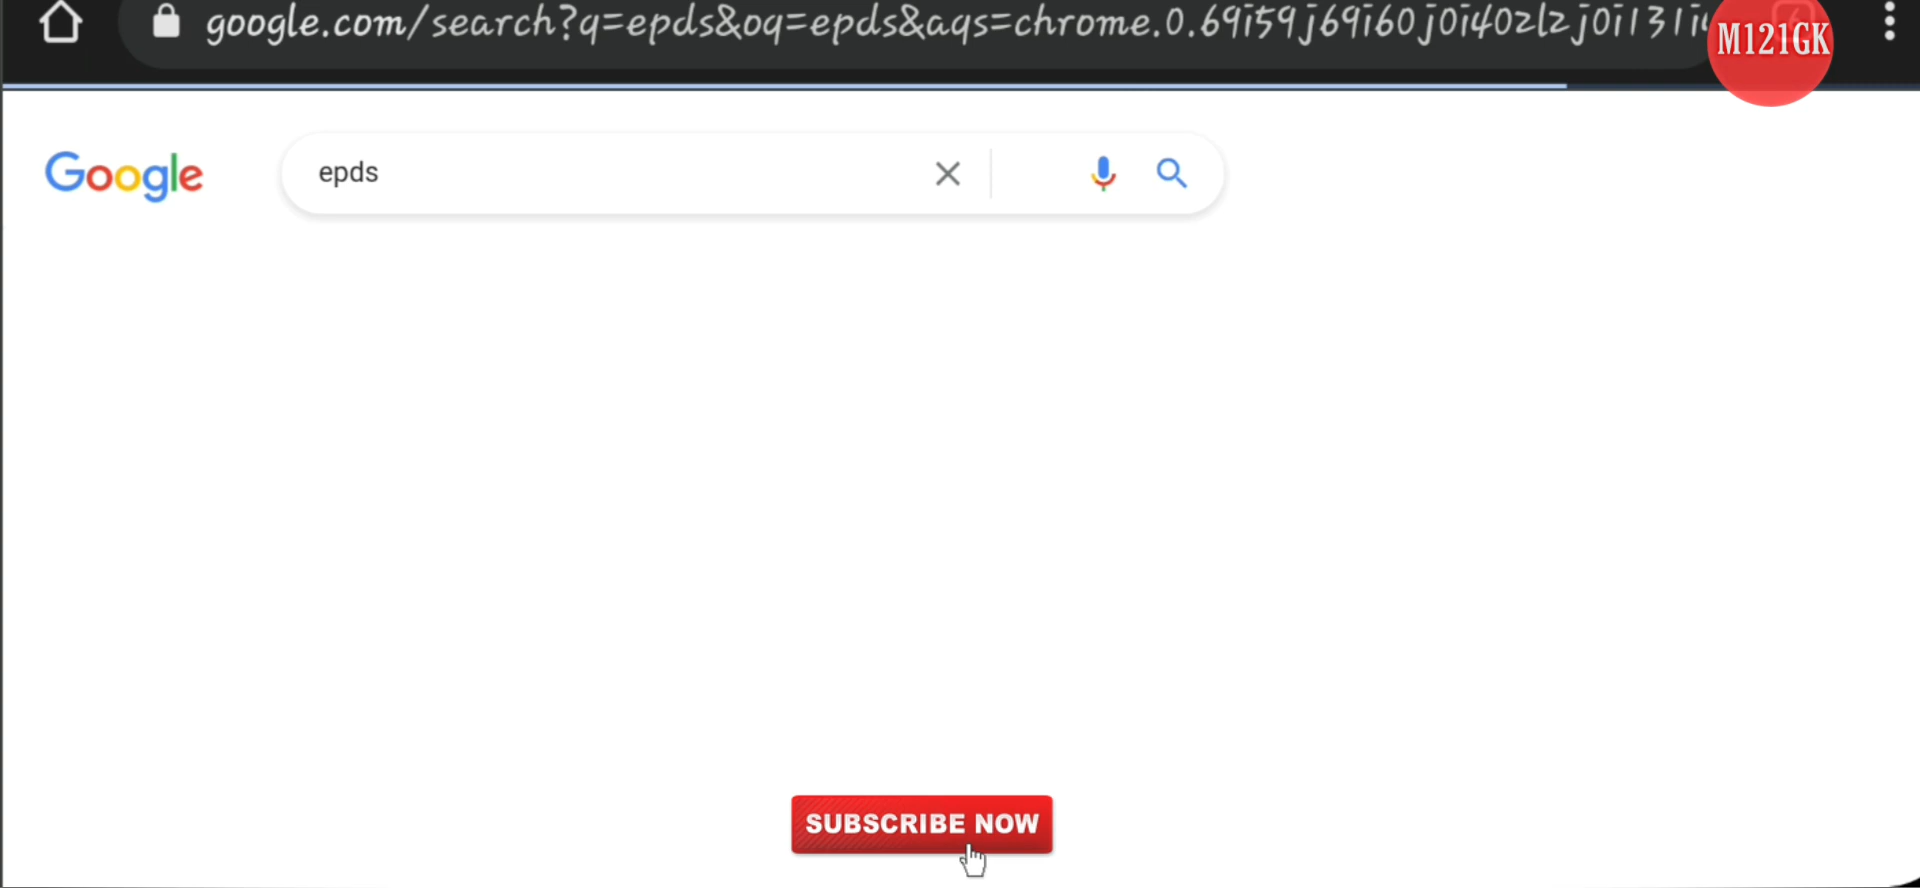 google.com/search?q=epds&oq=epds&aqs=chrome.0.69i59j69i60j0i402l2j0i131i
M121GK
Google
epds
SUBSCRIBE NOW